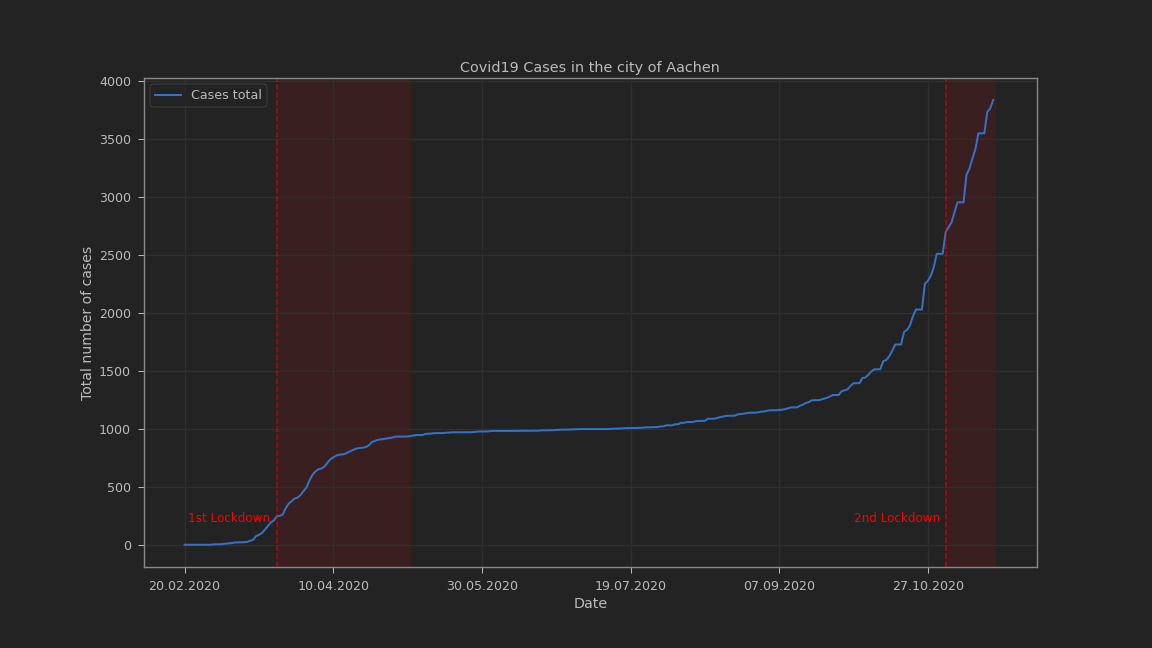 Covid19 Cases in the city of Aachen
Cases total
Total number of cases
4000
3500
3000
2500
2000
1500
1000
500
0
1st Lockdown
2nd Lockdown
20.02.2020
10.04.2020
30.05.2020
19.07.2020
07.09.2020
27.10.2020
Date